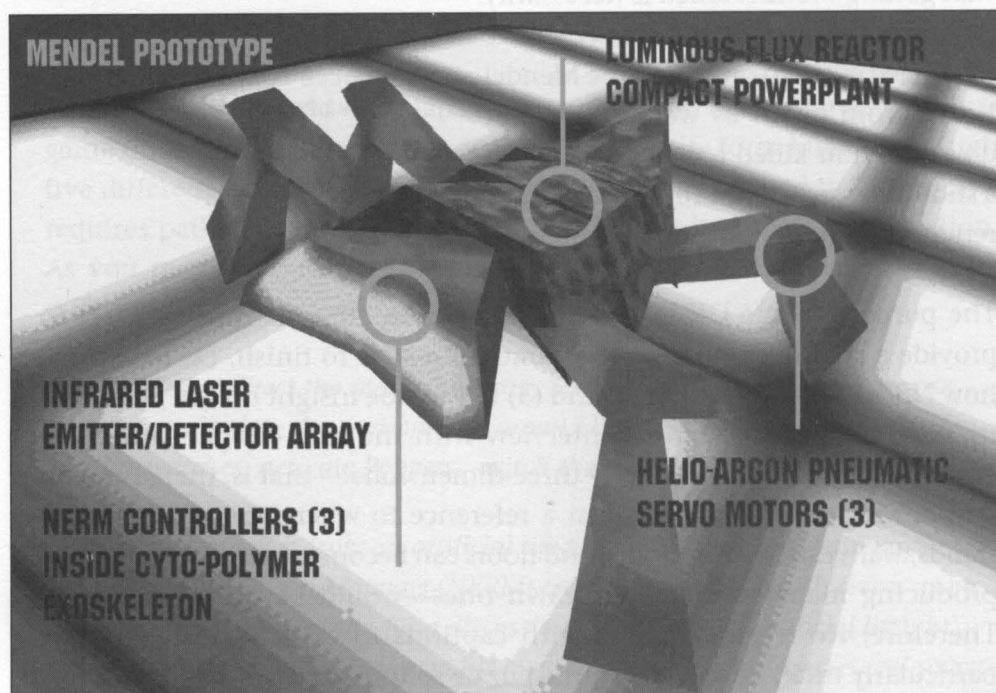 MENDEL PROTOTYPE
LUMINOUS-FLUX REACTOR
COMPACT POWERPLANT
INFRARED LASER
EMITTER/DETECTOR ARRAY
NERM CONTROLLERS (3)
INSIDE CYTO-POLYMER
EXOSKELETON
HELIO-ARGON PNEUMATIC
SERVO MOTORS (3)